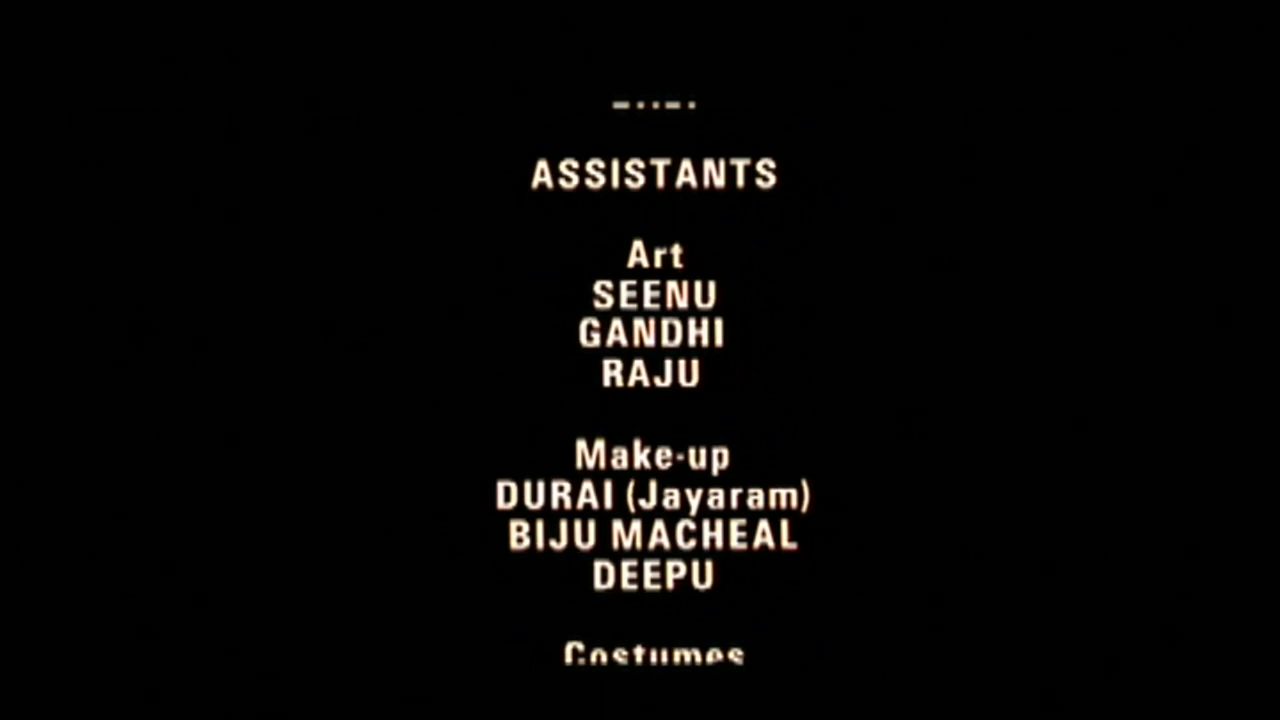 ASSISTANTS
Art
SEENU
GANDHI
RAJU
Make-up
DURAI (Jayaram)
BIJU MACHEAL
DEEPU
Costumes